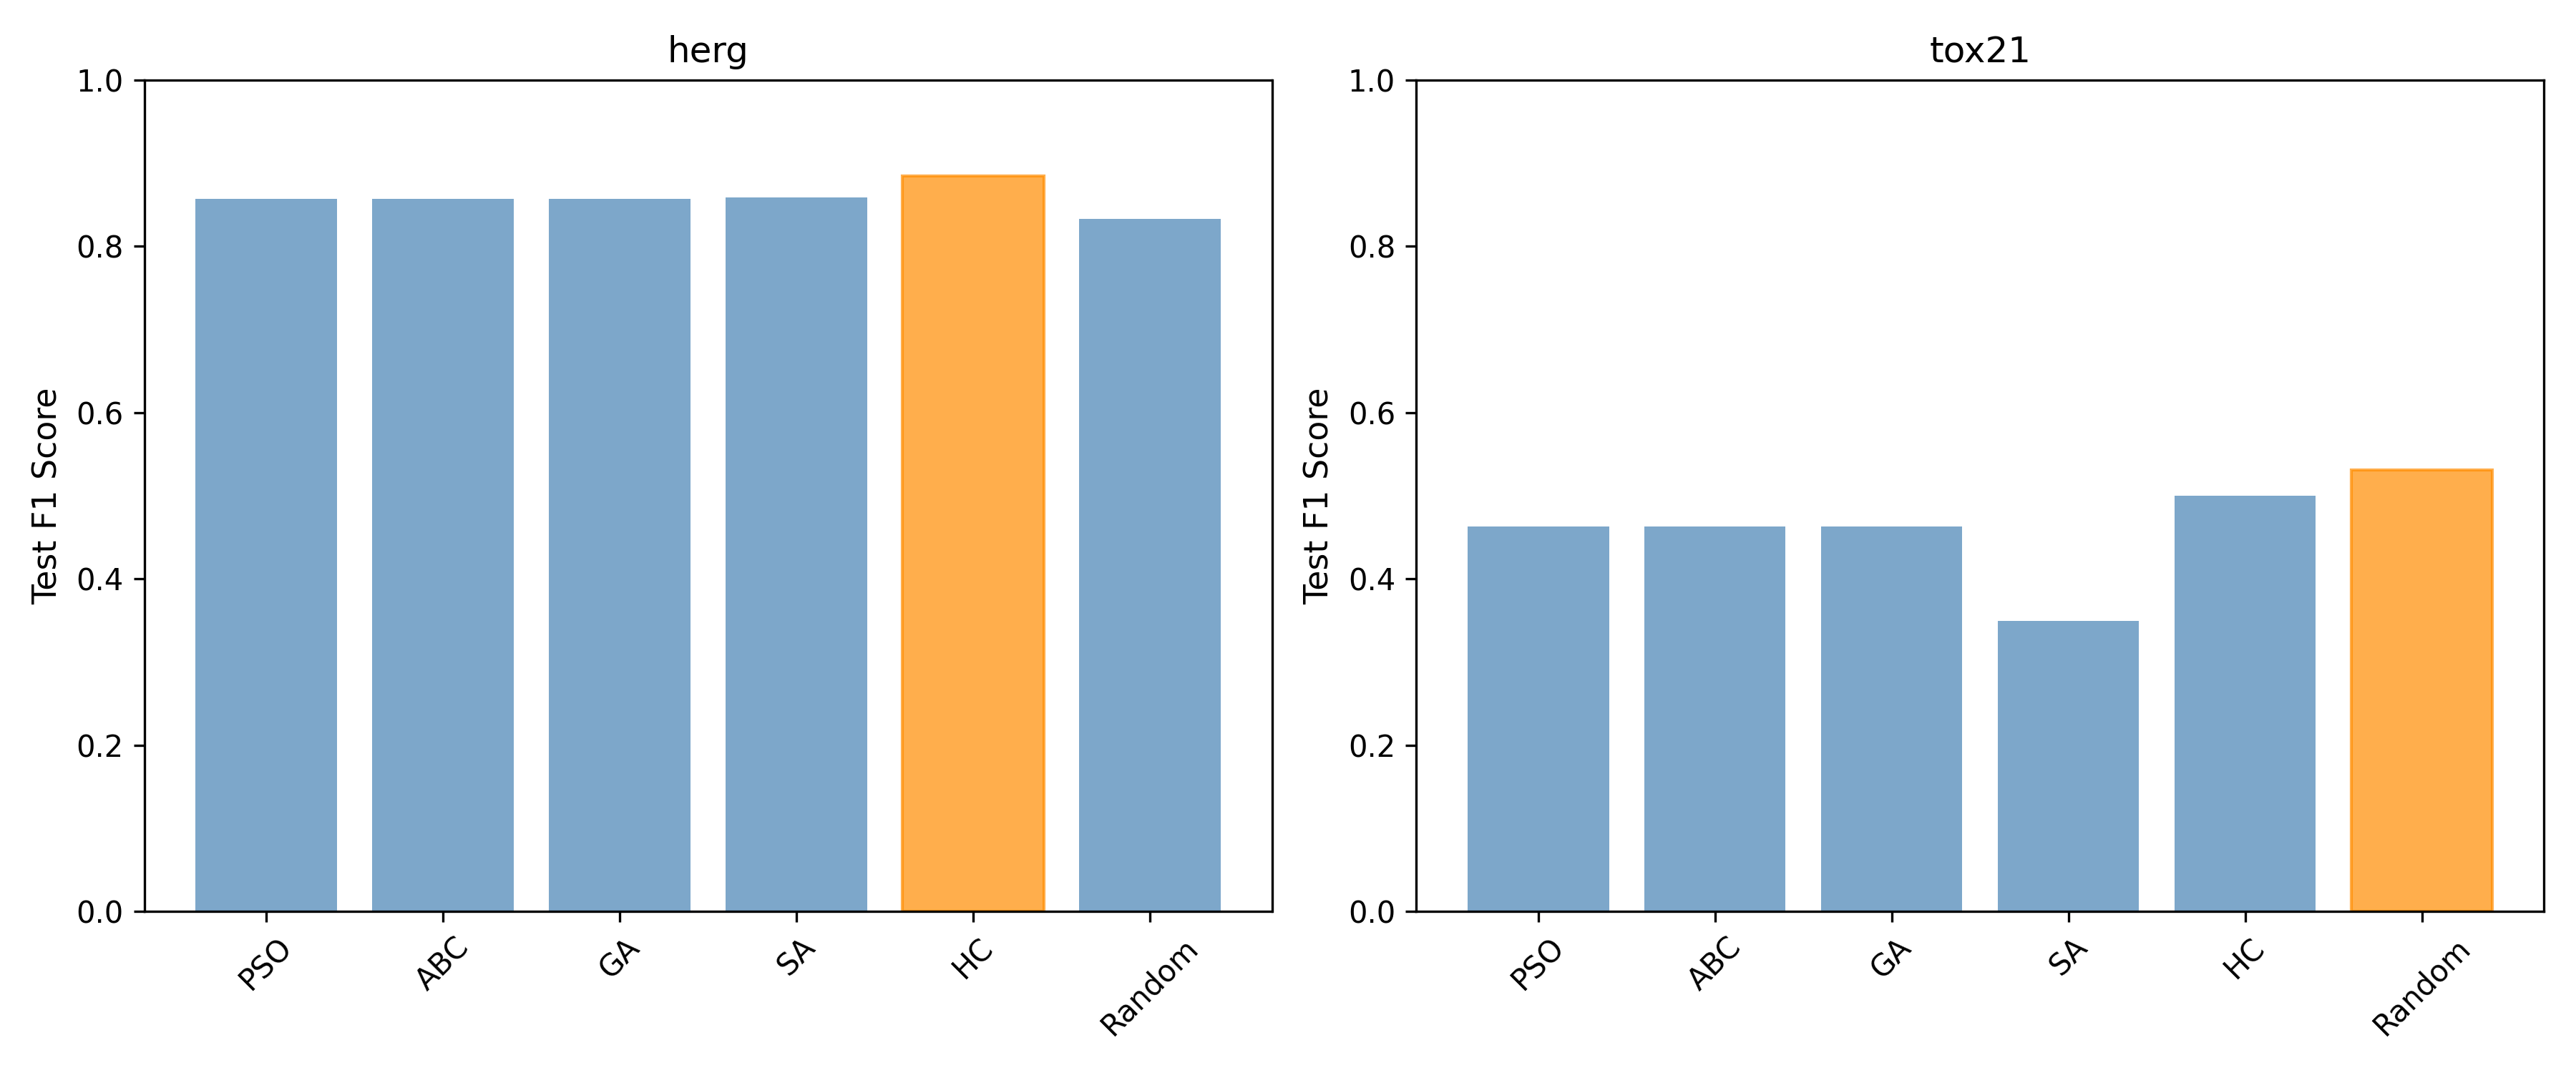 herg
1.0
0.8
0.6
0.4
0.2
0.0
Test F1 Score
PSO
ABC
GA
SA
HC
Random
tox21
1.0
0.8
0.6
0.4
0.2
0.0
Test F1 Score
PSO
ABC
GA
SA
HC
Random